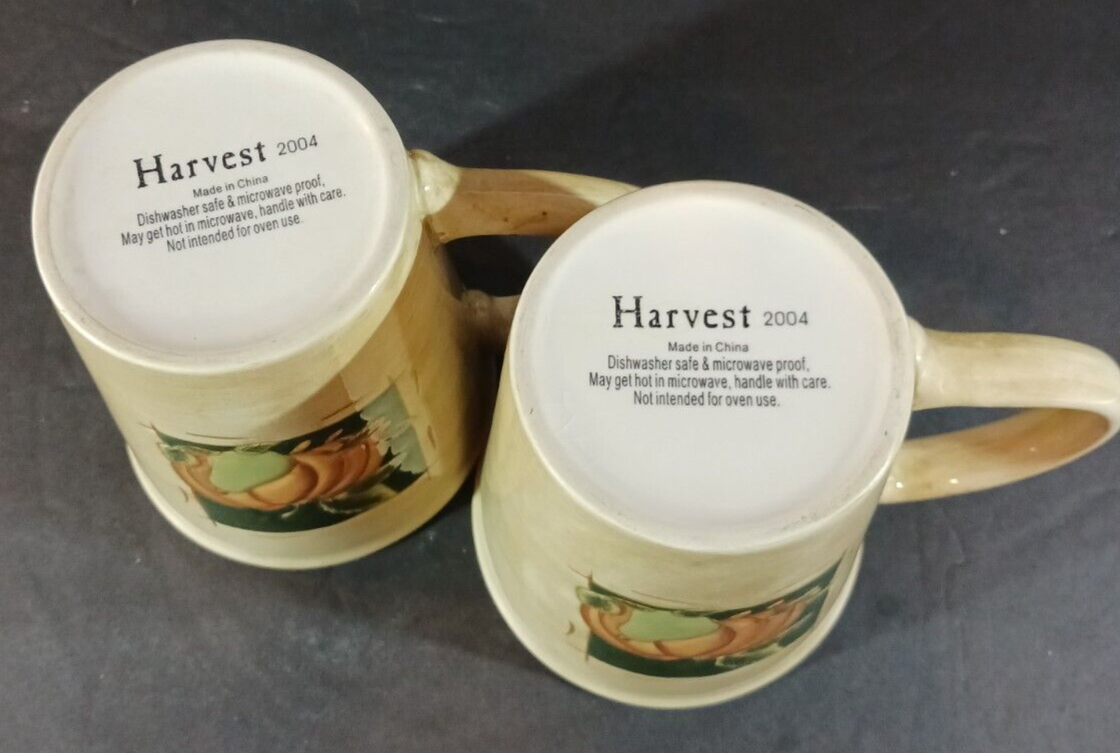 Harvest 2004
Made in China
Dishwasher safe & microwave proof,
May get hot in microwave, handle with care.
Not intended for oven use.
Harvest 2004
Made in China
Dishwasher safe & microwave proof,
May get hot in microwave, handle with care.
Not intended for oven use.